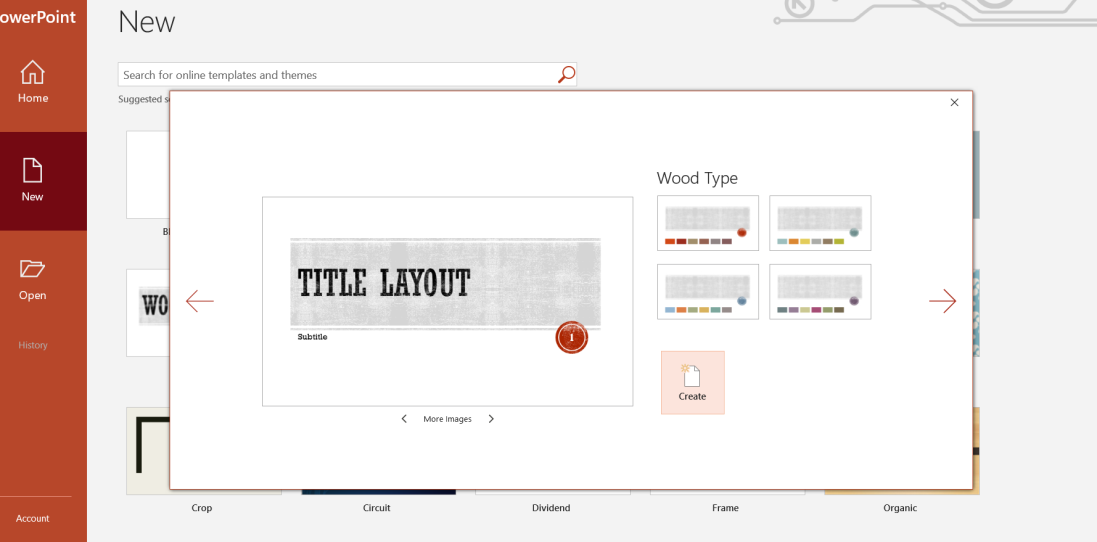 owerPoint
New
Home
Search for online templates and themes
Suggested s
Wood Type
New
TITLE LAYOUT
Subtitle
1
Open
WO
History
Create
More Images
Crop
Circuit
Dividend
Frame
Organic
Account